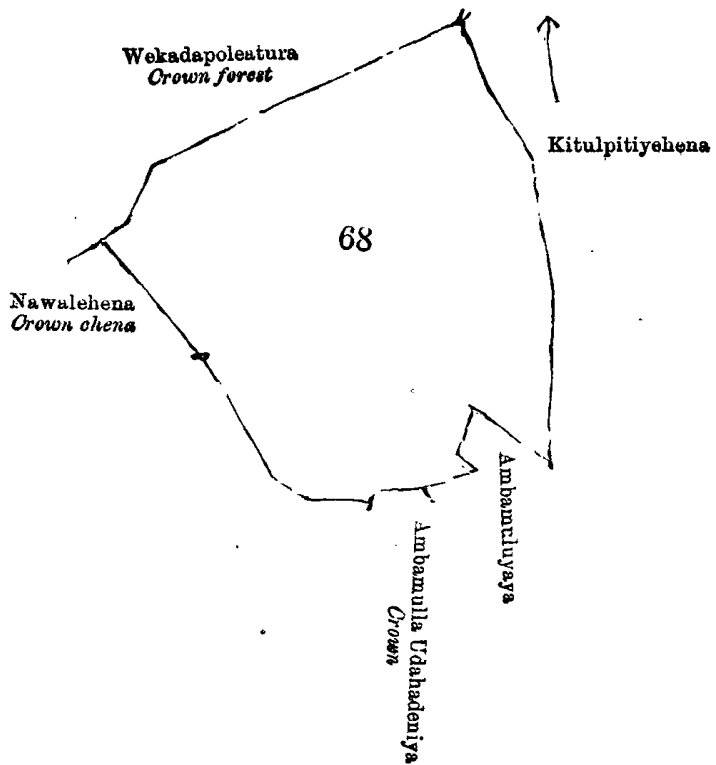 Wekadapoleatura
Crown forest
Kitulpitiyehena
68
Nawalehena
Crown chena
Ambamuluyaya
Ambamulla Udahadeniya
Crown